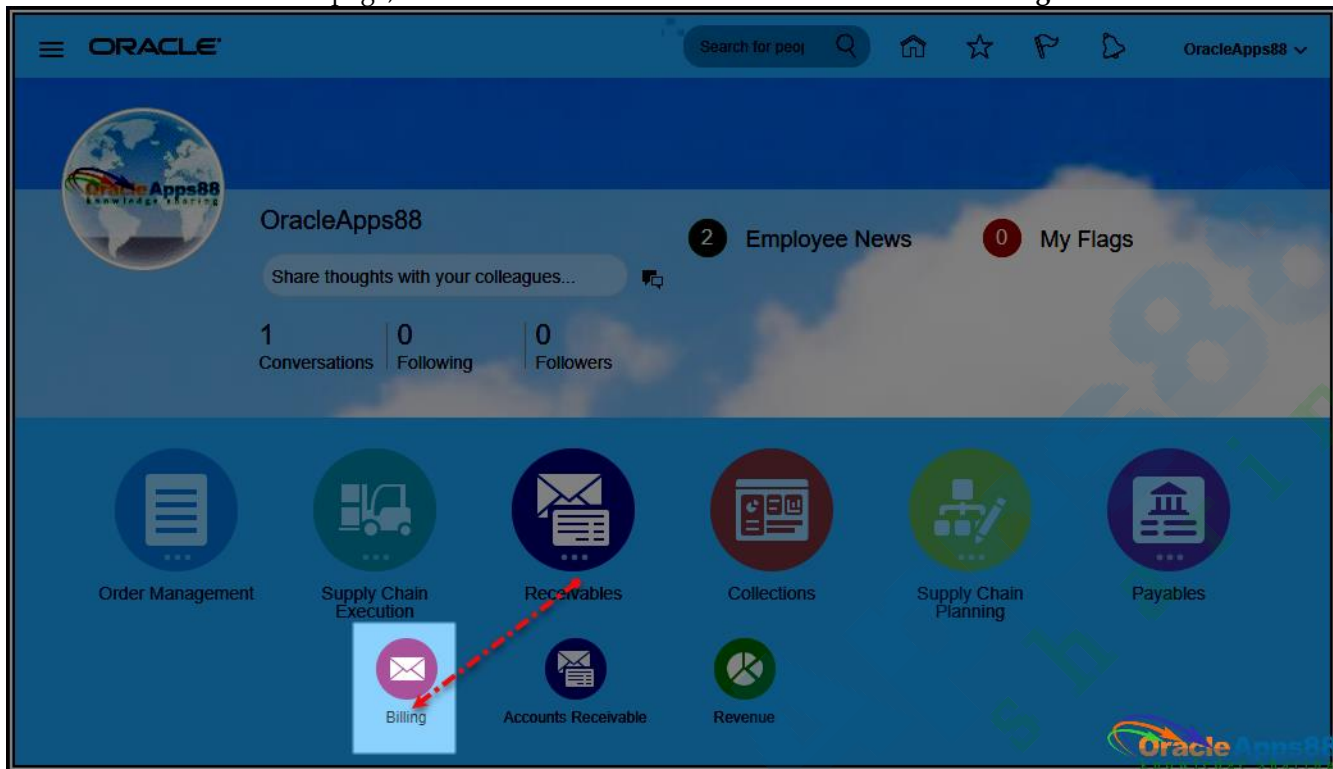 ORACLE
Search for peop
OracleApps88
OracleApps88
knowledge sharing
OracleApps88
2 Employee News
0 My Flags
Share thoughts with your colleagues...
1 0 0
Conversations Following Followers
Order Management
Supply Chain
Execution
Receivables
Collections
Supply Chain
Planning
Payables
Billing
Accounts Receivable
Revenue
OracleApps88